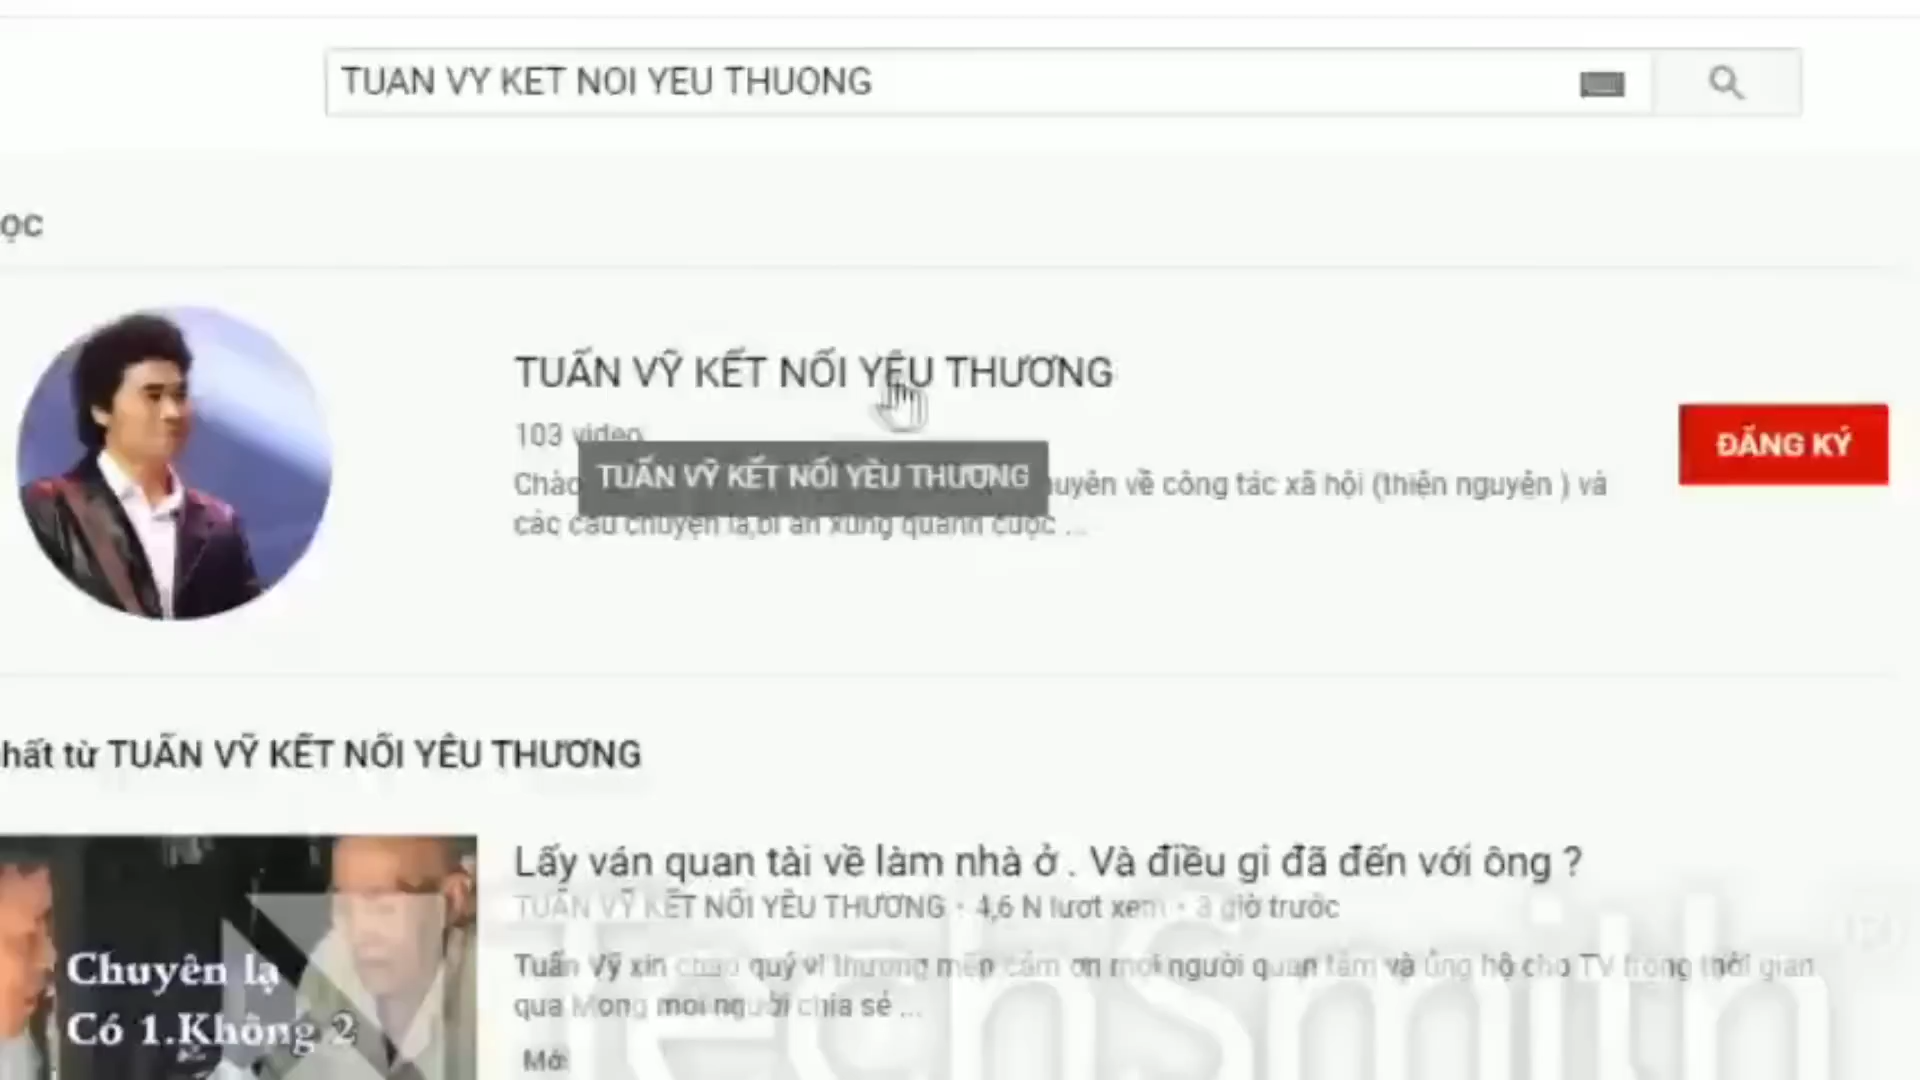 TUAN VY KET NOI YEU THUONG
ọc
TUẤN VỸ KẾT NỐI YÊU THƯƠNG
103 video
ĐĂNG KÝ
TUẤN VỸ KẾT NỐI YÊU THƯƠNG
Chào huyên về công tác xã hội (thiện nguyện ) và
các câu chuyện lạ,bí ẩn xung quanh cuộc ...
hất từ TUẤN VỸ KẾT NỐI YÊU THƯƠNG
Lấy ván quan tài về làm nhà ở . Và điều gì đã đến với ông ?
TUẤN VỸ KẾT NỐI YÊU THƯƠNG • 4,6 N lượt xem • 3 giờ trước
Tuấn Vỹ xin chào quý vị thương mến cám ơn mọi người quan tâm và ủng hộ cho TV trong thời gian
qua Mong mọi người chia sẻ ...
Mới
Chuyện lạ
Có 1.Không 2
TechSmith